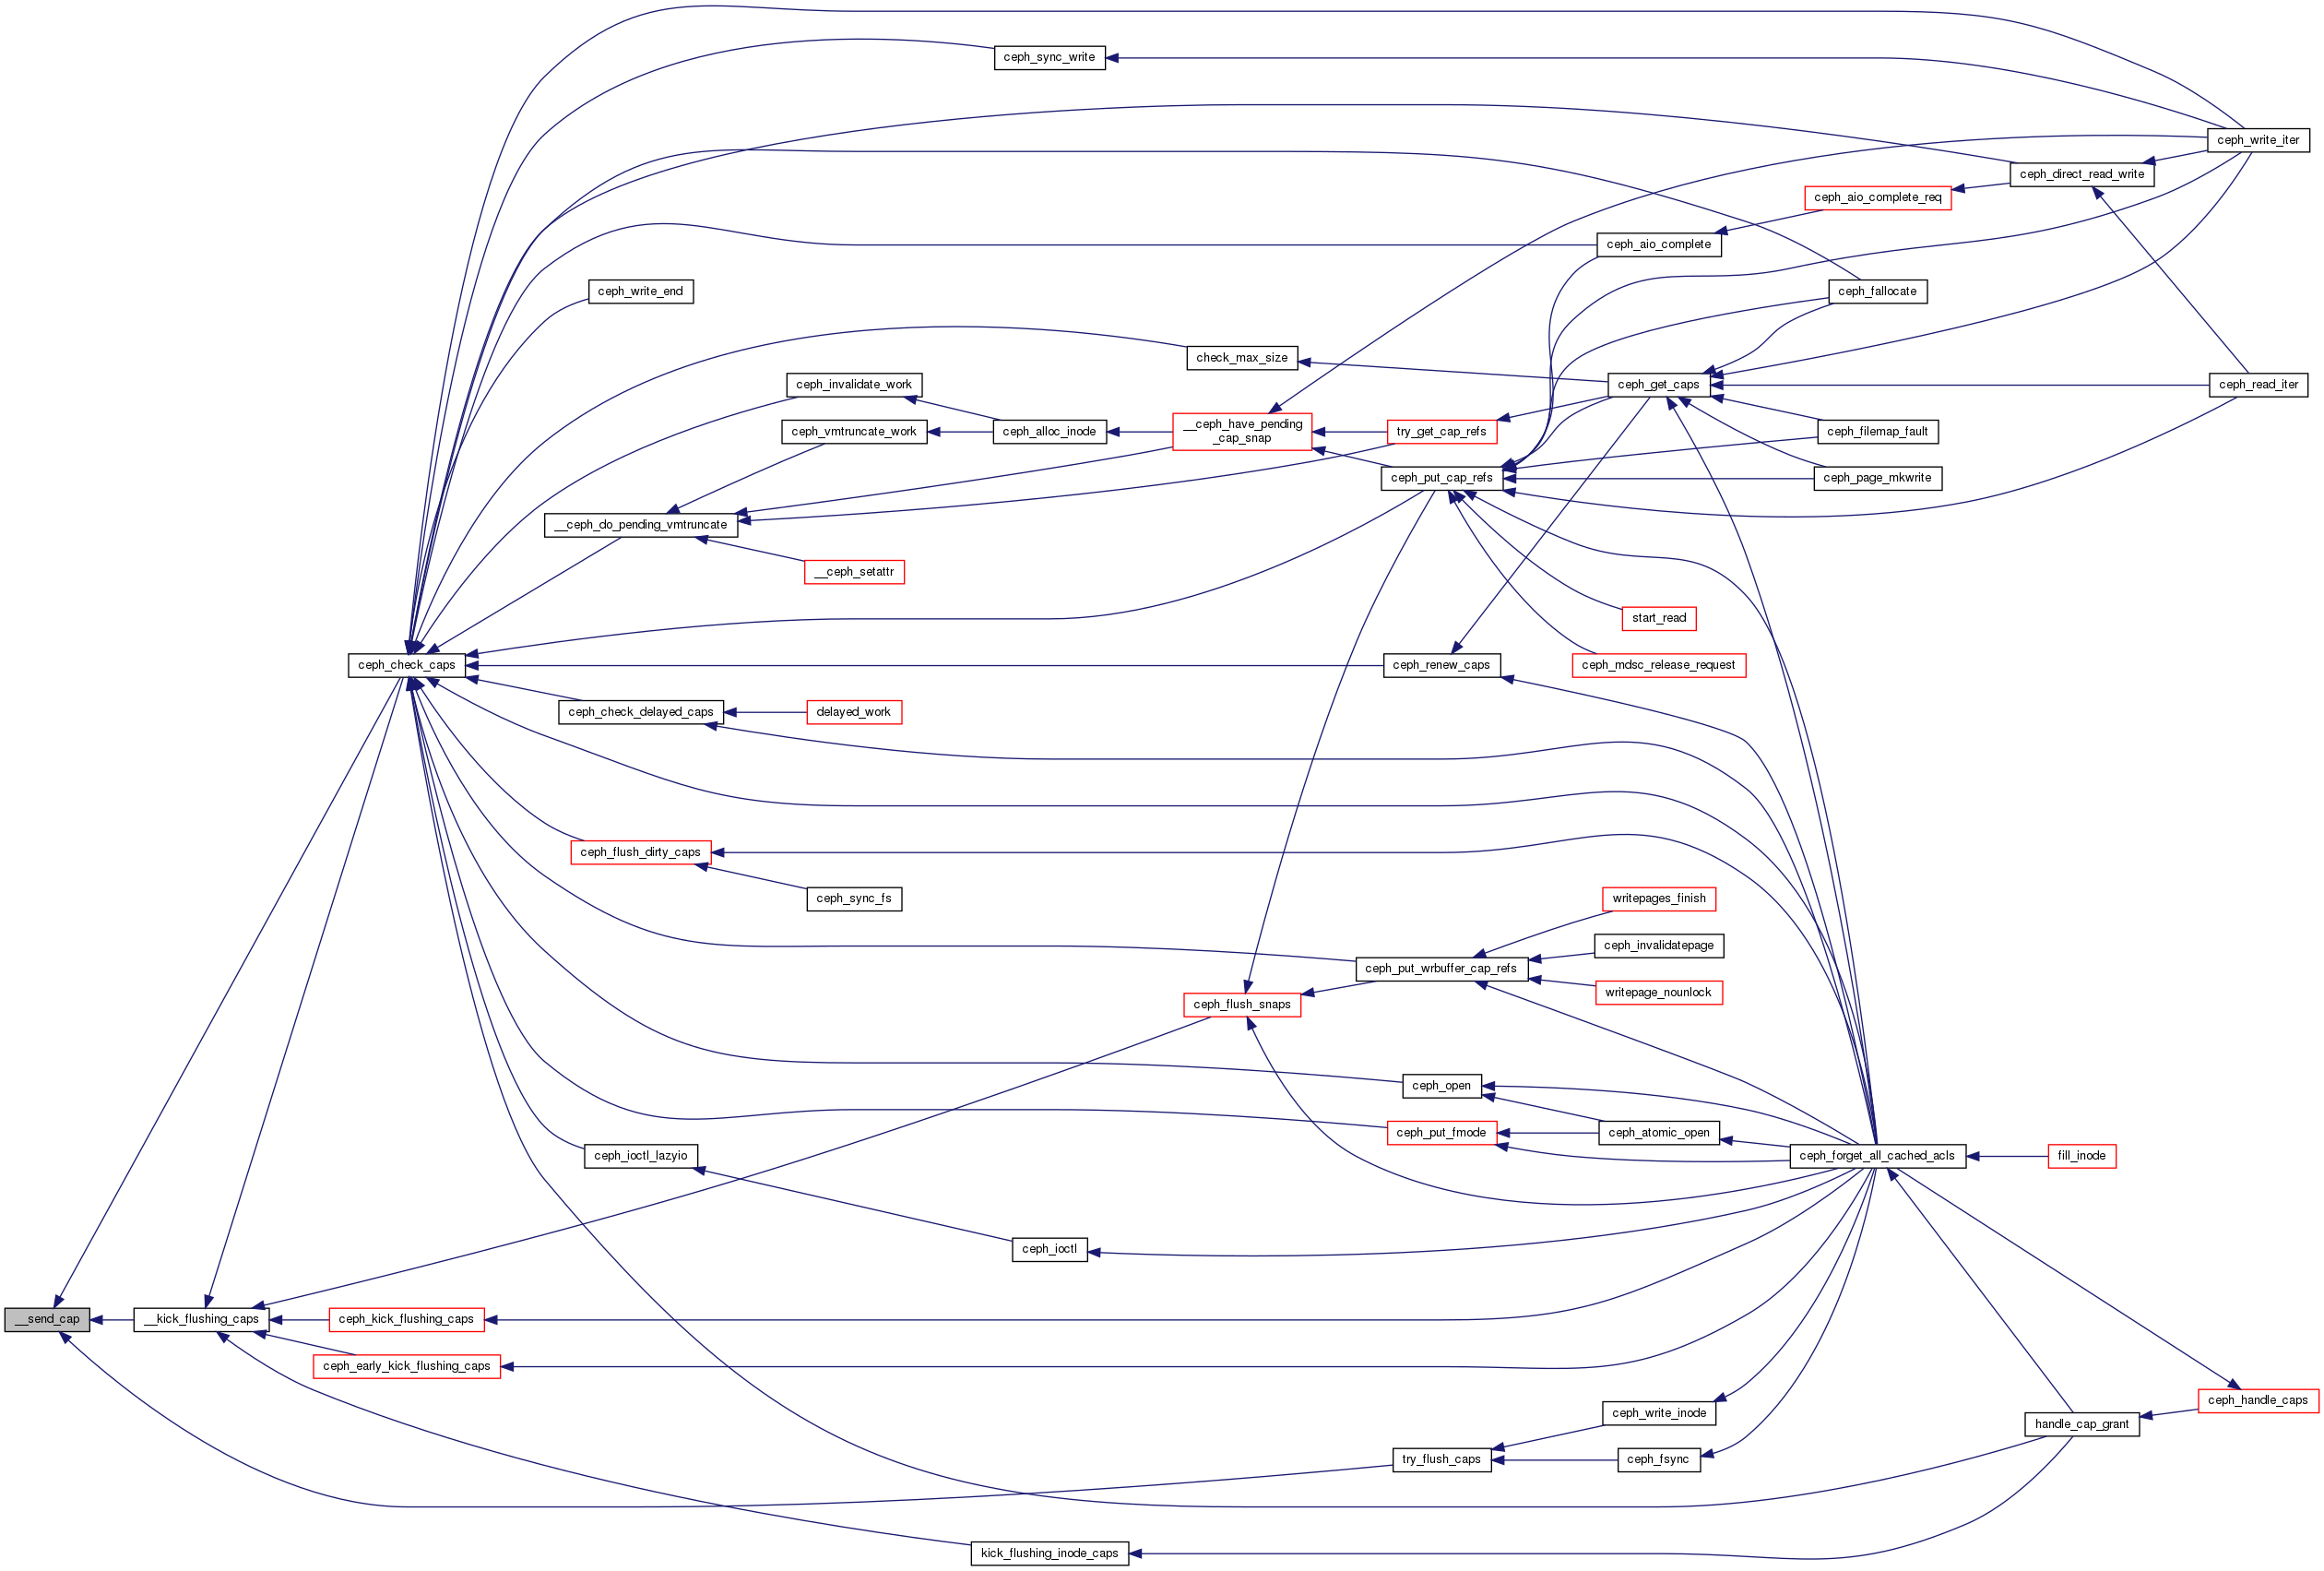 ceph_sync_write
ceph_write_iter
ceph_direct_read_write
ceph_aio_complete_req
ceph_aio_complete
ceph_write_end
ceph_fallocate
check_max_size
ceph_invalidate_work
ceph_get_caps
ceph_read_iter
ceph_vmtruncate_work
ceph_alloc_inode
__ceph_have_pending
_cap_snap
try_get_cap_refs
ceph_filemap_fault
ceph_put_cap_refs
ceph_page_mkwrite
__ceph_do_pending_vmtruncate
__ceph_setattr
start_read
ceph_check_caps
ceph_renew_caps
ceph_mdsc_release_request
ceph_check_delayed_caps
delayed_work
ceph_flush_dirty_caps
ceph_sync_fs
writepages_finish
ceph_invalidatepage
ceph_put_wrbuffer_cap_refs
writepage_nounlock
ceph_flush_snaps
ceph_open
ceph_put_fmode
ceph_atomic_open
ceph_ioctl_lazyio
ceph_forget_all_cached_acls
fill_inode
ceph_ioctl
__send_cap
__kick_flushing_caps
ceph_kick_flushing_caps
ceph_early_kick_flushing_caps
ceph_handle_caps
ceph_write_inode
handle_cap_grant
try_flush_caps
ceph_fsync
kick_flushing_inode_caps